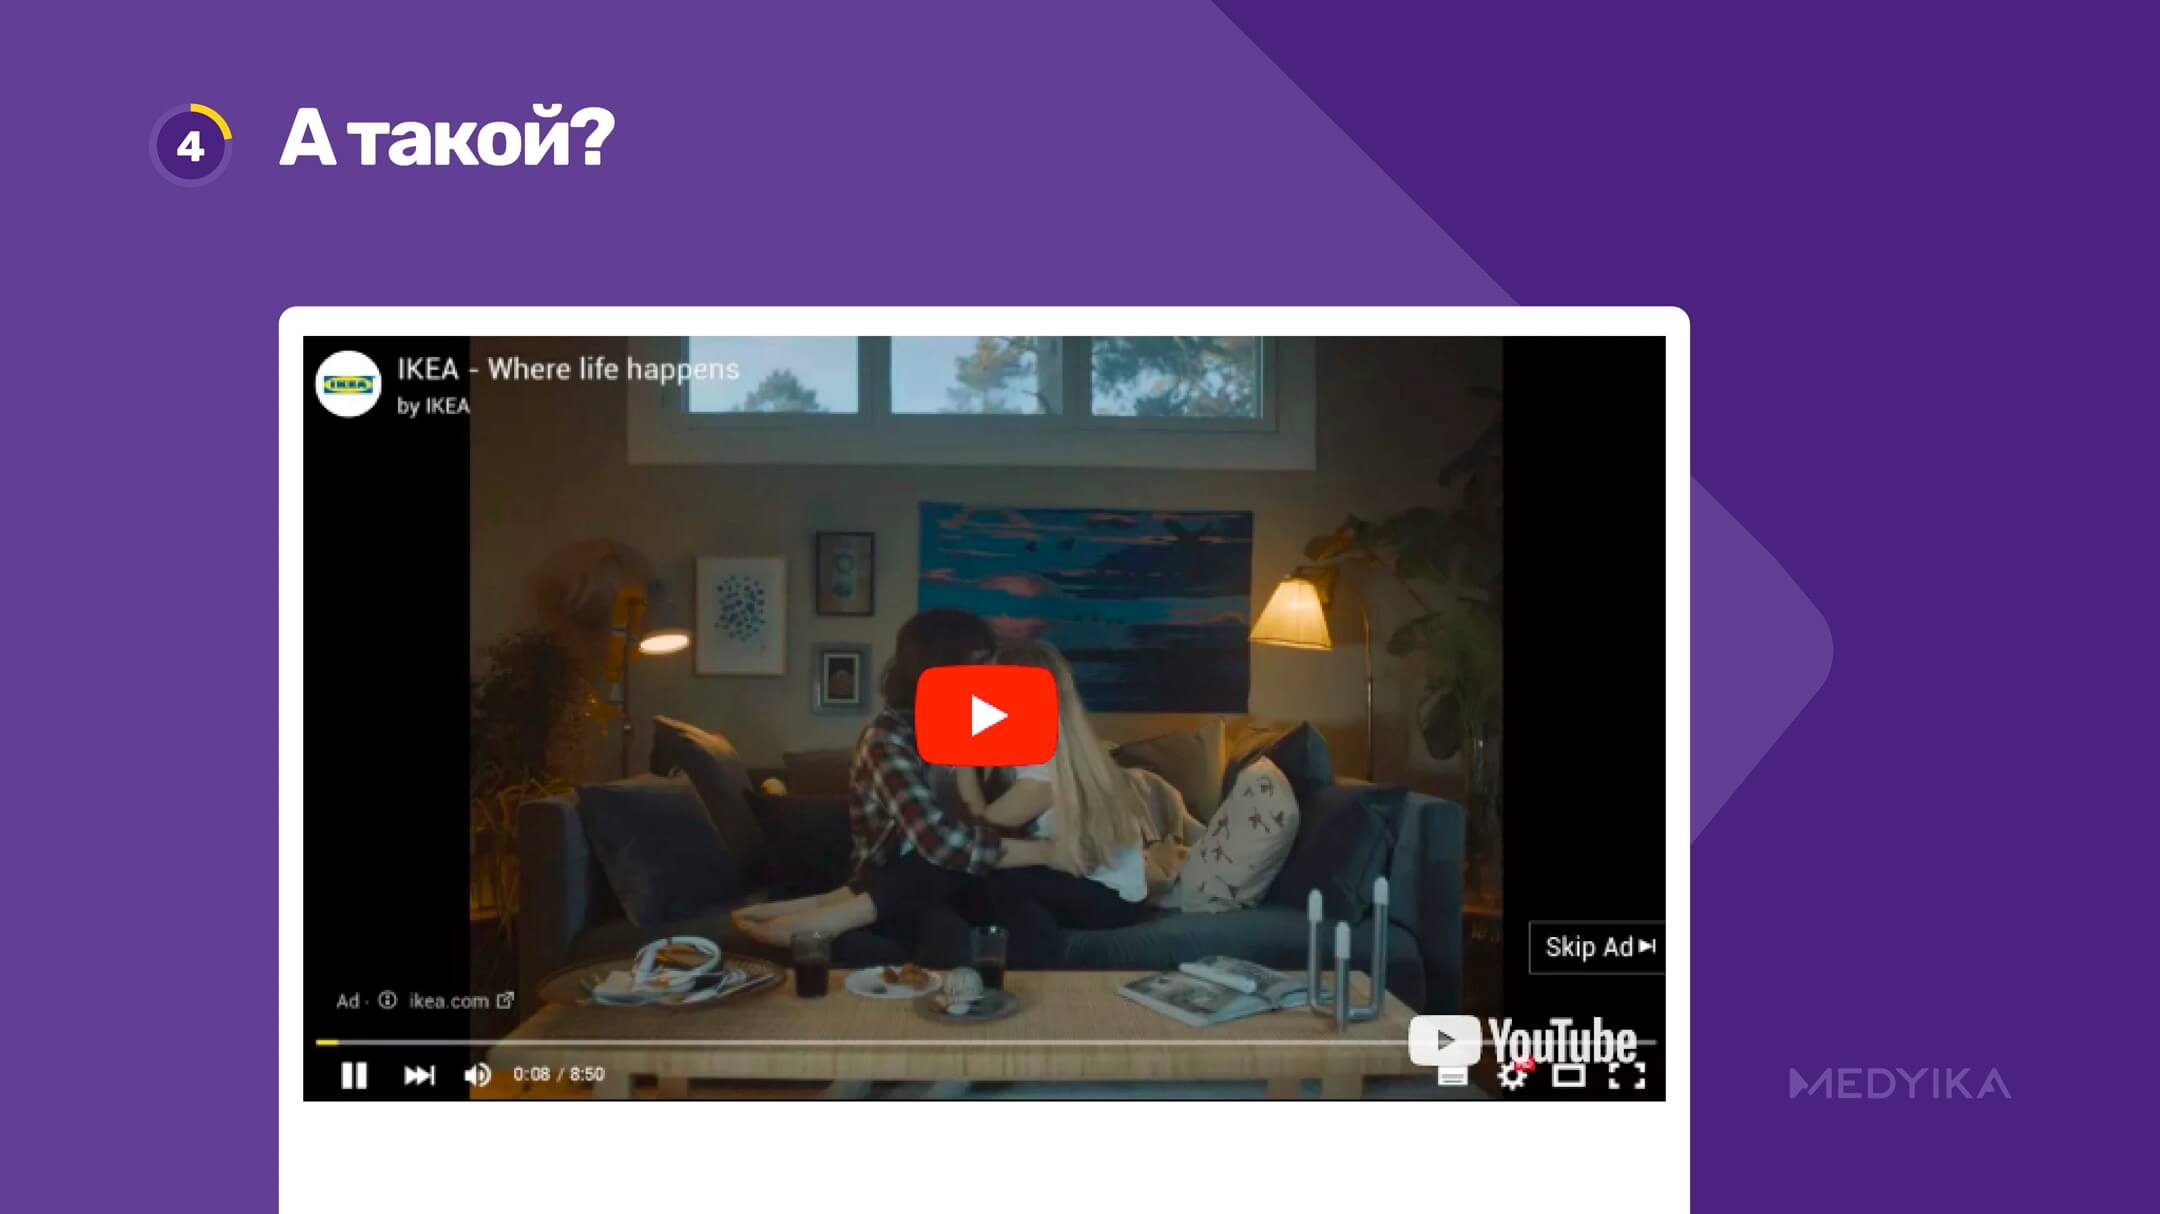 4
А такой?
IKEA
IKEA - Where life happens
by IKEA
Skip Ad
Ad · ikea.com
YouTube
0:08 / 8:50
MEDYIKA